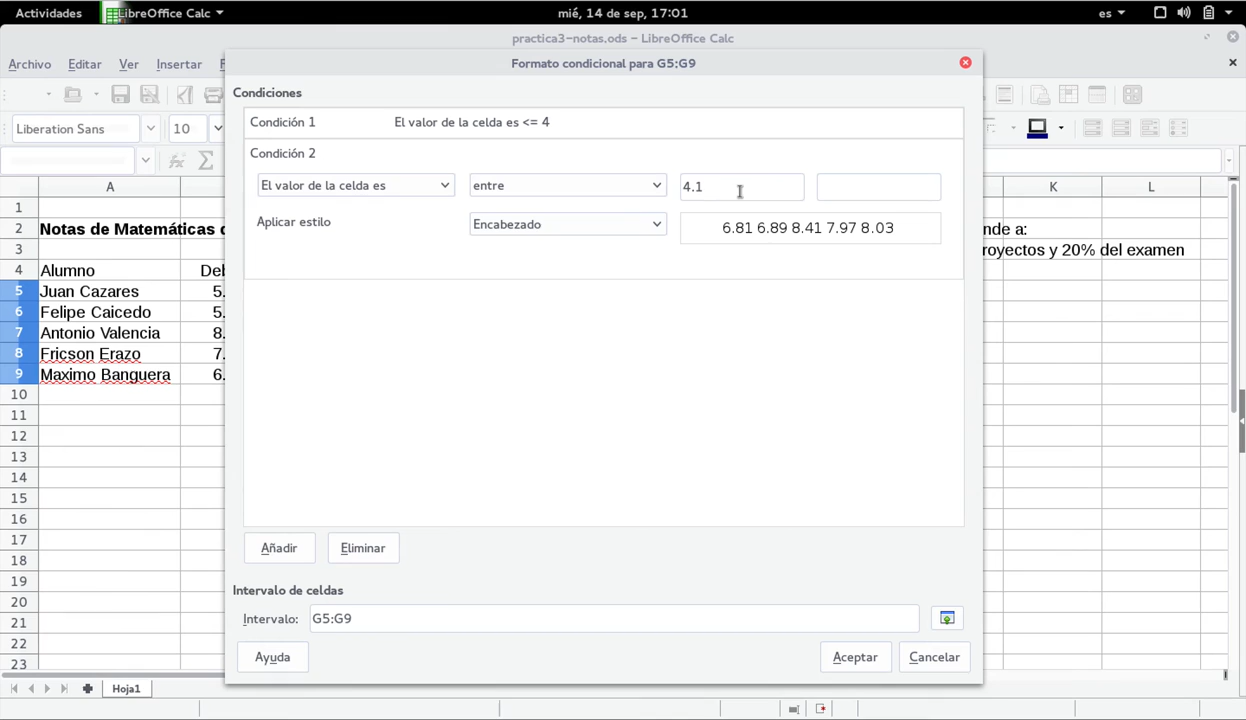 Actividades LibreOffice Calc mié, 14 de sep, 17:01 es
practica3-notas.ods - LibreOffice Calc
Archivo Editar Ver Insertar F
Formato condicional para G5:G9
Condiciones
Condición 1 El valor de la celda es <= 4
Condición 2
El valor de la celda es entre 4.1
Aplicar estilo Encabezado 6.81 6.89 8.41 7.97 8.03
Añadir Eliminar
Intervalo de celdas
Intervalo: G5:G9
Ayuda Aceptar Cancelar
Liberation Sans 10
A K L
1
2 Notas de Matemáticas d nde a:
3 royectos y 20% del examen
4 Alumno Deb
5 Juan Cazares 5.
6 Felipe Caicedo 5.
7 Antonio Valencia 8.
8 Fricson Erazo 7.
9 Maximo Banguera 6.
10
11
12
13
14
15
16
17
18
19
20
21
22
23
Hoja1